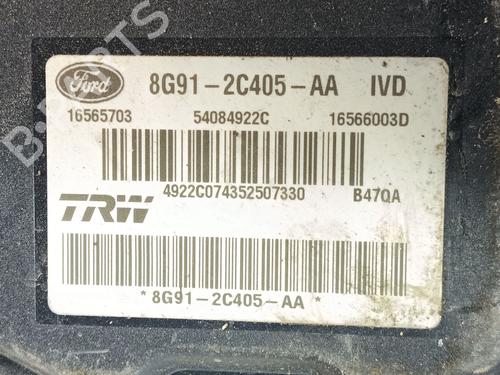 B-PARTS
Ford
8G91-2C405-AA IVD
16565703 54084922C 16566003D
4922C074352507330 B47QA
TRW
*8G91-2C405-AA*